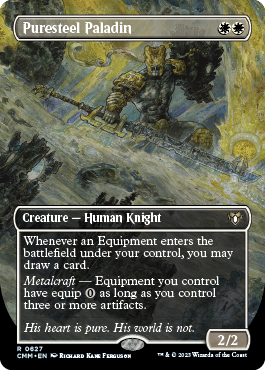 Puresteel Paladin
Creature — Human Knight
Whenever an Equipment enters the
battlefield under your control, you may
draw a card.
Metalcraft — Equipment you control
have equip 0 as long as you control
three or more artifacts.
His heart is pure. His world is not.
2/2
R 0627
CMM • EN Richard Kane Ferguson
™ & © 2023 Wizards of the Coast